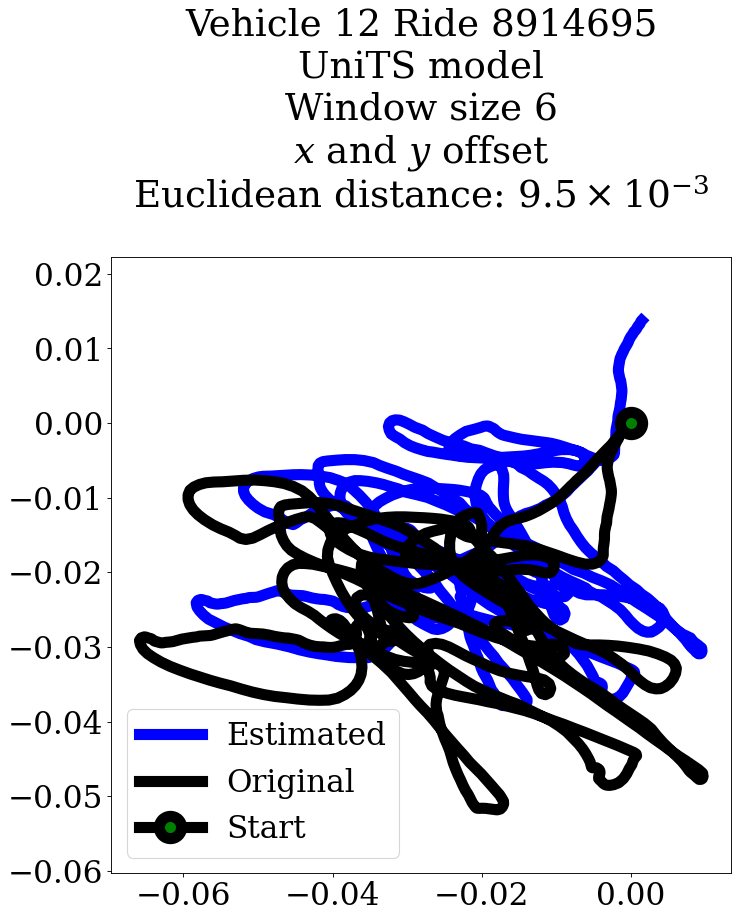 Vehicle 12 Ride 8914695
UniTS model
Window size 6
x and y offset
Euclidean distance: 9.5 × 10⁻³
0.02
0.01
0.00
−0.01
−0.02
−0.03
−0.04
−0.05
−0.06
Estimated
Original
Start
−0.06 −0.04 −0.02 0.00